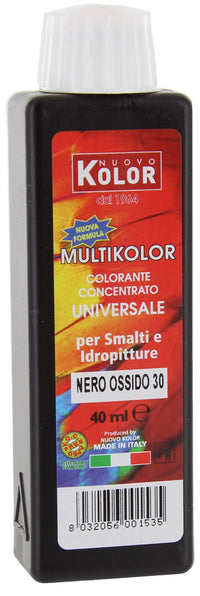 NUOVO
KOLOR
dal 1964
NUOVA
FORMULA
MULTIKOLOR
COLORANTE
CONCENTRATO
UNIVERSALE
per Smalti e
Idropitture
NERO OSSIDO 30
40 ml e
Produced by
NUOVO KOLOR
MADE IN ITALY
8 032056 001535